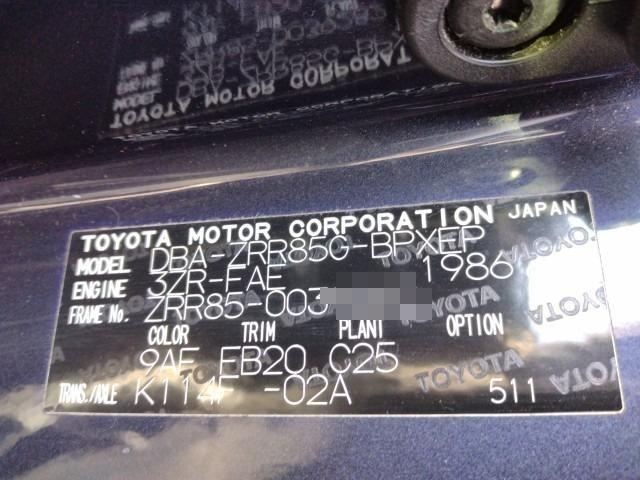 TOYOTA MOTOR CORPORATION JAPAN
MODEL DBA-ZRR85G-BPXEP
ENGINE 3ZR-FAE 1986
FRAME No. ZRR85-003
COLOR TRIM PLANT OPTION
9AF FB20 C25
TRANS./AXLE K114F -02A 511